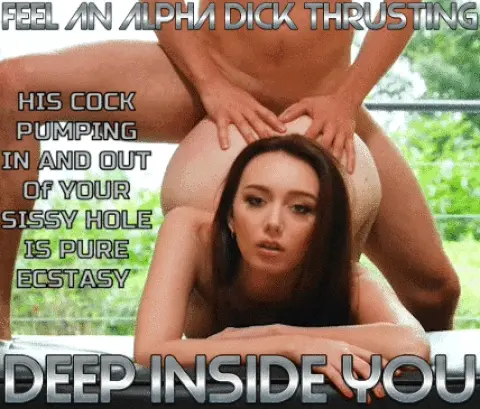 FEEL AN ALPHA DICK THRUSTING
HIS COCK
PUMPING
IN AND OUT
Of YOUR
SISSY HOLE
IS PURE
ECSTASY
DEEP INSIDE YOU